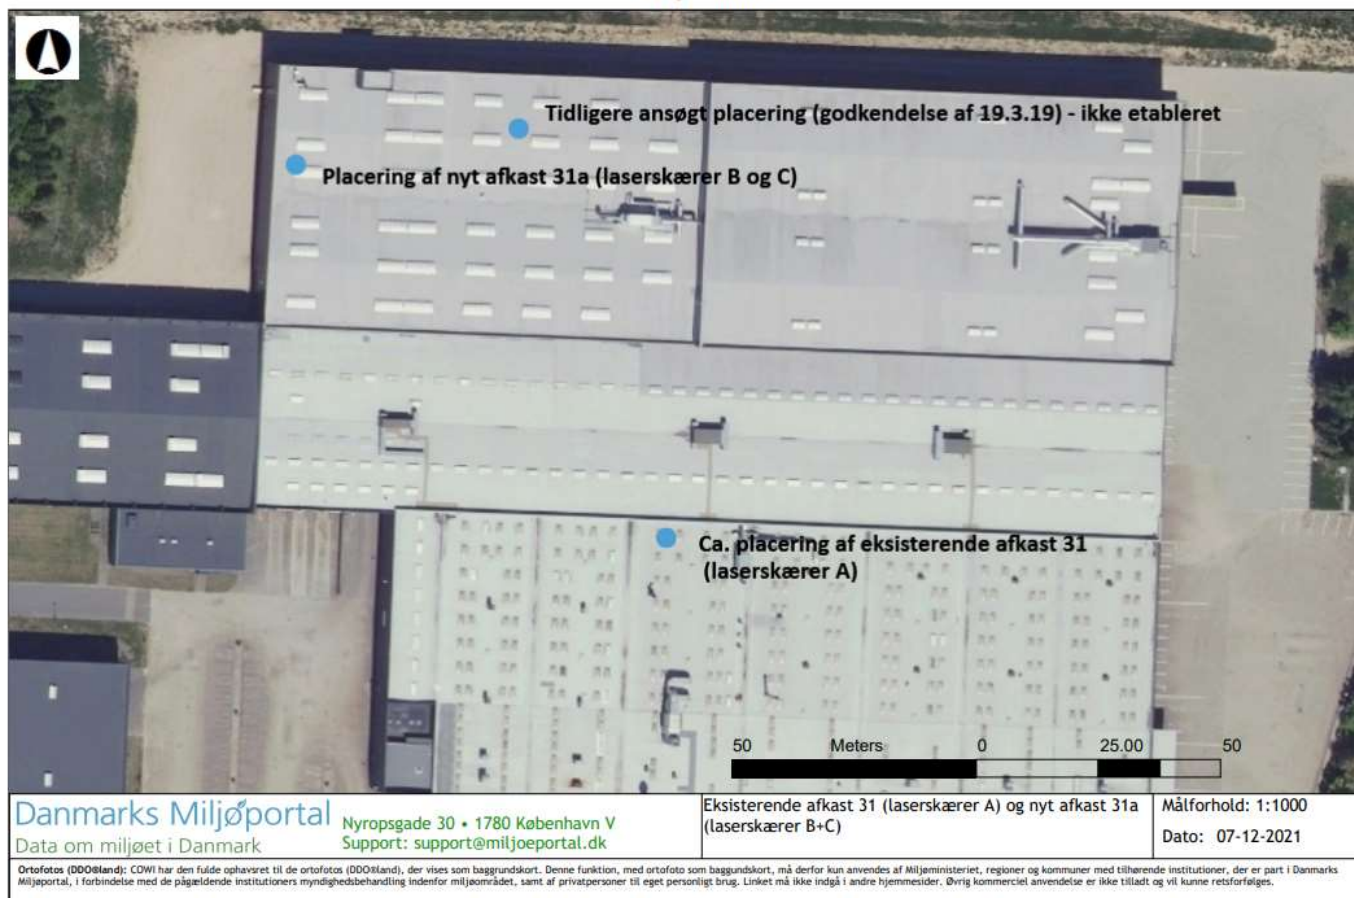 Tidligere ansøgt placering (godkendelse af 19.3.19) - ikke etableret
Placering af nyt afkast 31a (laserskærer B og C)
Ca. placering af eksisterende afkast 31
(laserskærer A)
50 Meters 0 25.00 50
Danmarks Miljøportal
Data om miljøet i Danmark
Nyropsgade 30 • 1780 København V
Support: support@miljoeportal.dk
Eksisterende afkast 31 (laserskærer A) og nyt afkast 31a
(laserskærer B+C)
Målforhold: 1:1000
Dato: 07-12-2021
Ortofotos (DDO®land): COWI har den fulde ophavsret til de ortofotos (DDO®land), der vises som baggrundskort. Denne funktion, med ortofoto som baggundskort, må derfor kun anvendes af Miljøministeriet, regioner og kommuner med tilhørende institutioner, der er part i Danmarks
Miljøportal, i forbindelse med de pågældende institutioners myndighedsbehandling indenfor miljøområdet, samt af privatpersoner til eget personligt brug. Linket må ikke indgå i andre hjemmesider. Øvrig kommerciel anvendelse er ikke tilladt og vil kunne retsforfølges.